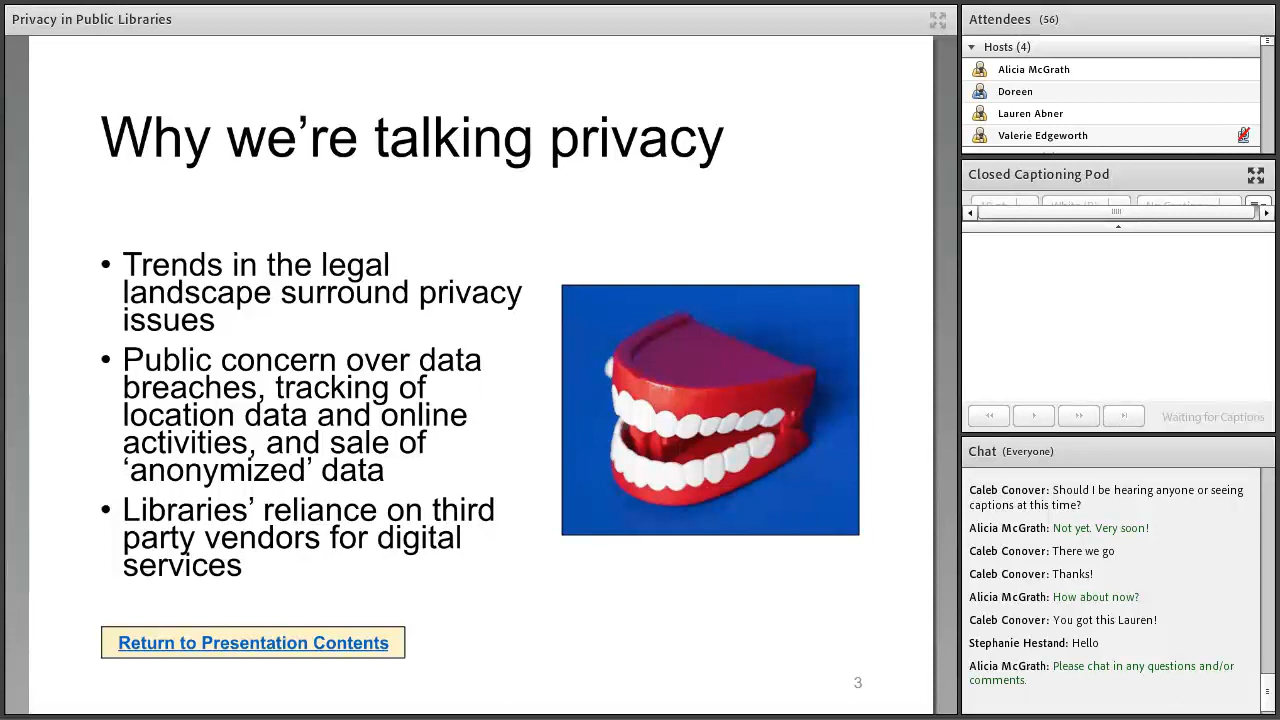 Privacy in Public Libraries
Why we’re talking privacy
• Trends in the legal
landscape surround privacy
issues
• Public concern over data
breaches, tracking of
location data and online
activities, and sale of
‘anonymized’ data
• Libraries’ reliance on third
party vendors for digital
services
Return to Presentation Contents
3
Attendees (56)
Hosts (4)
Alicia McGrath
Doreen
Lauren Abner
Valerie Edgeworth
Closed Captioning Pod
Waiting for Captions
Chat (Everyone)
Caleb Conover: Should I be hearing anyone or seeing
captions at this time?
Alicia McGrath: Not yet. Very soon!
Caleb Conover: There we go
Caleb Conover: Thanks!
Alicia McGrath: How about now?
Caleb Conover: You got this Lauren!
Stephanie Hestand: Hello
Alicia McGrath: Please chat in any questions and/or
comments.